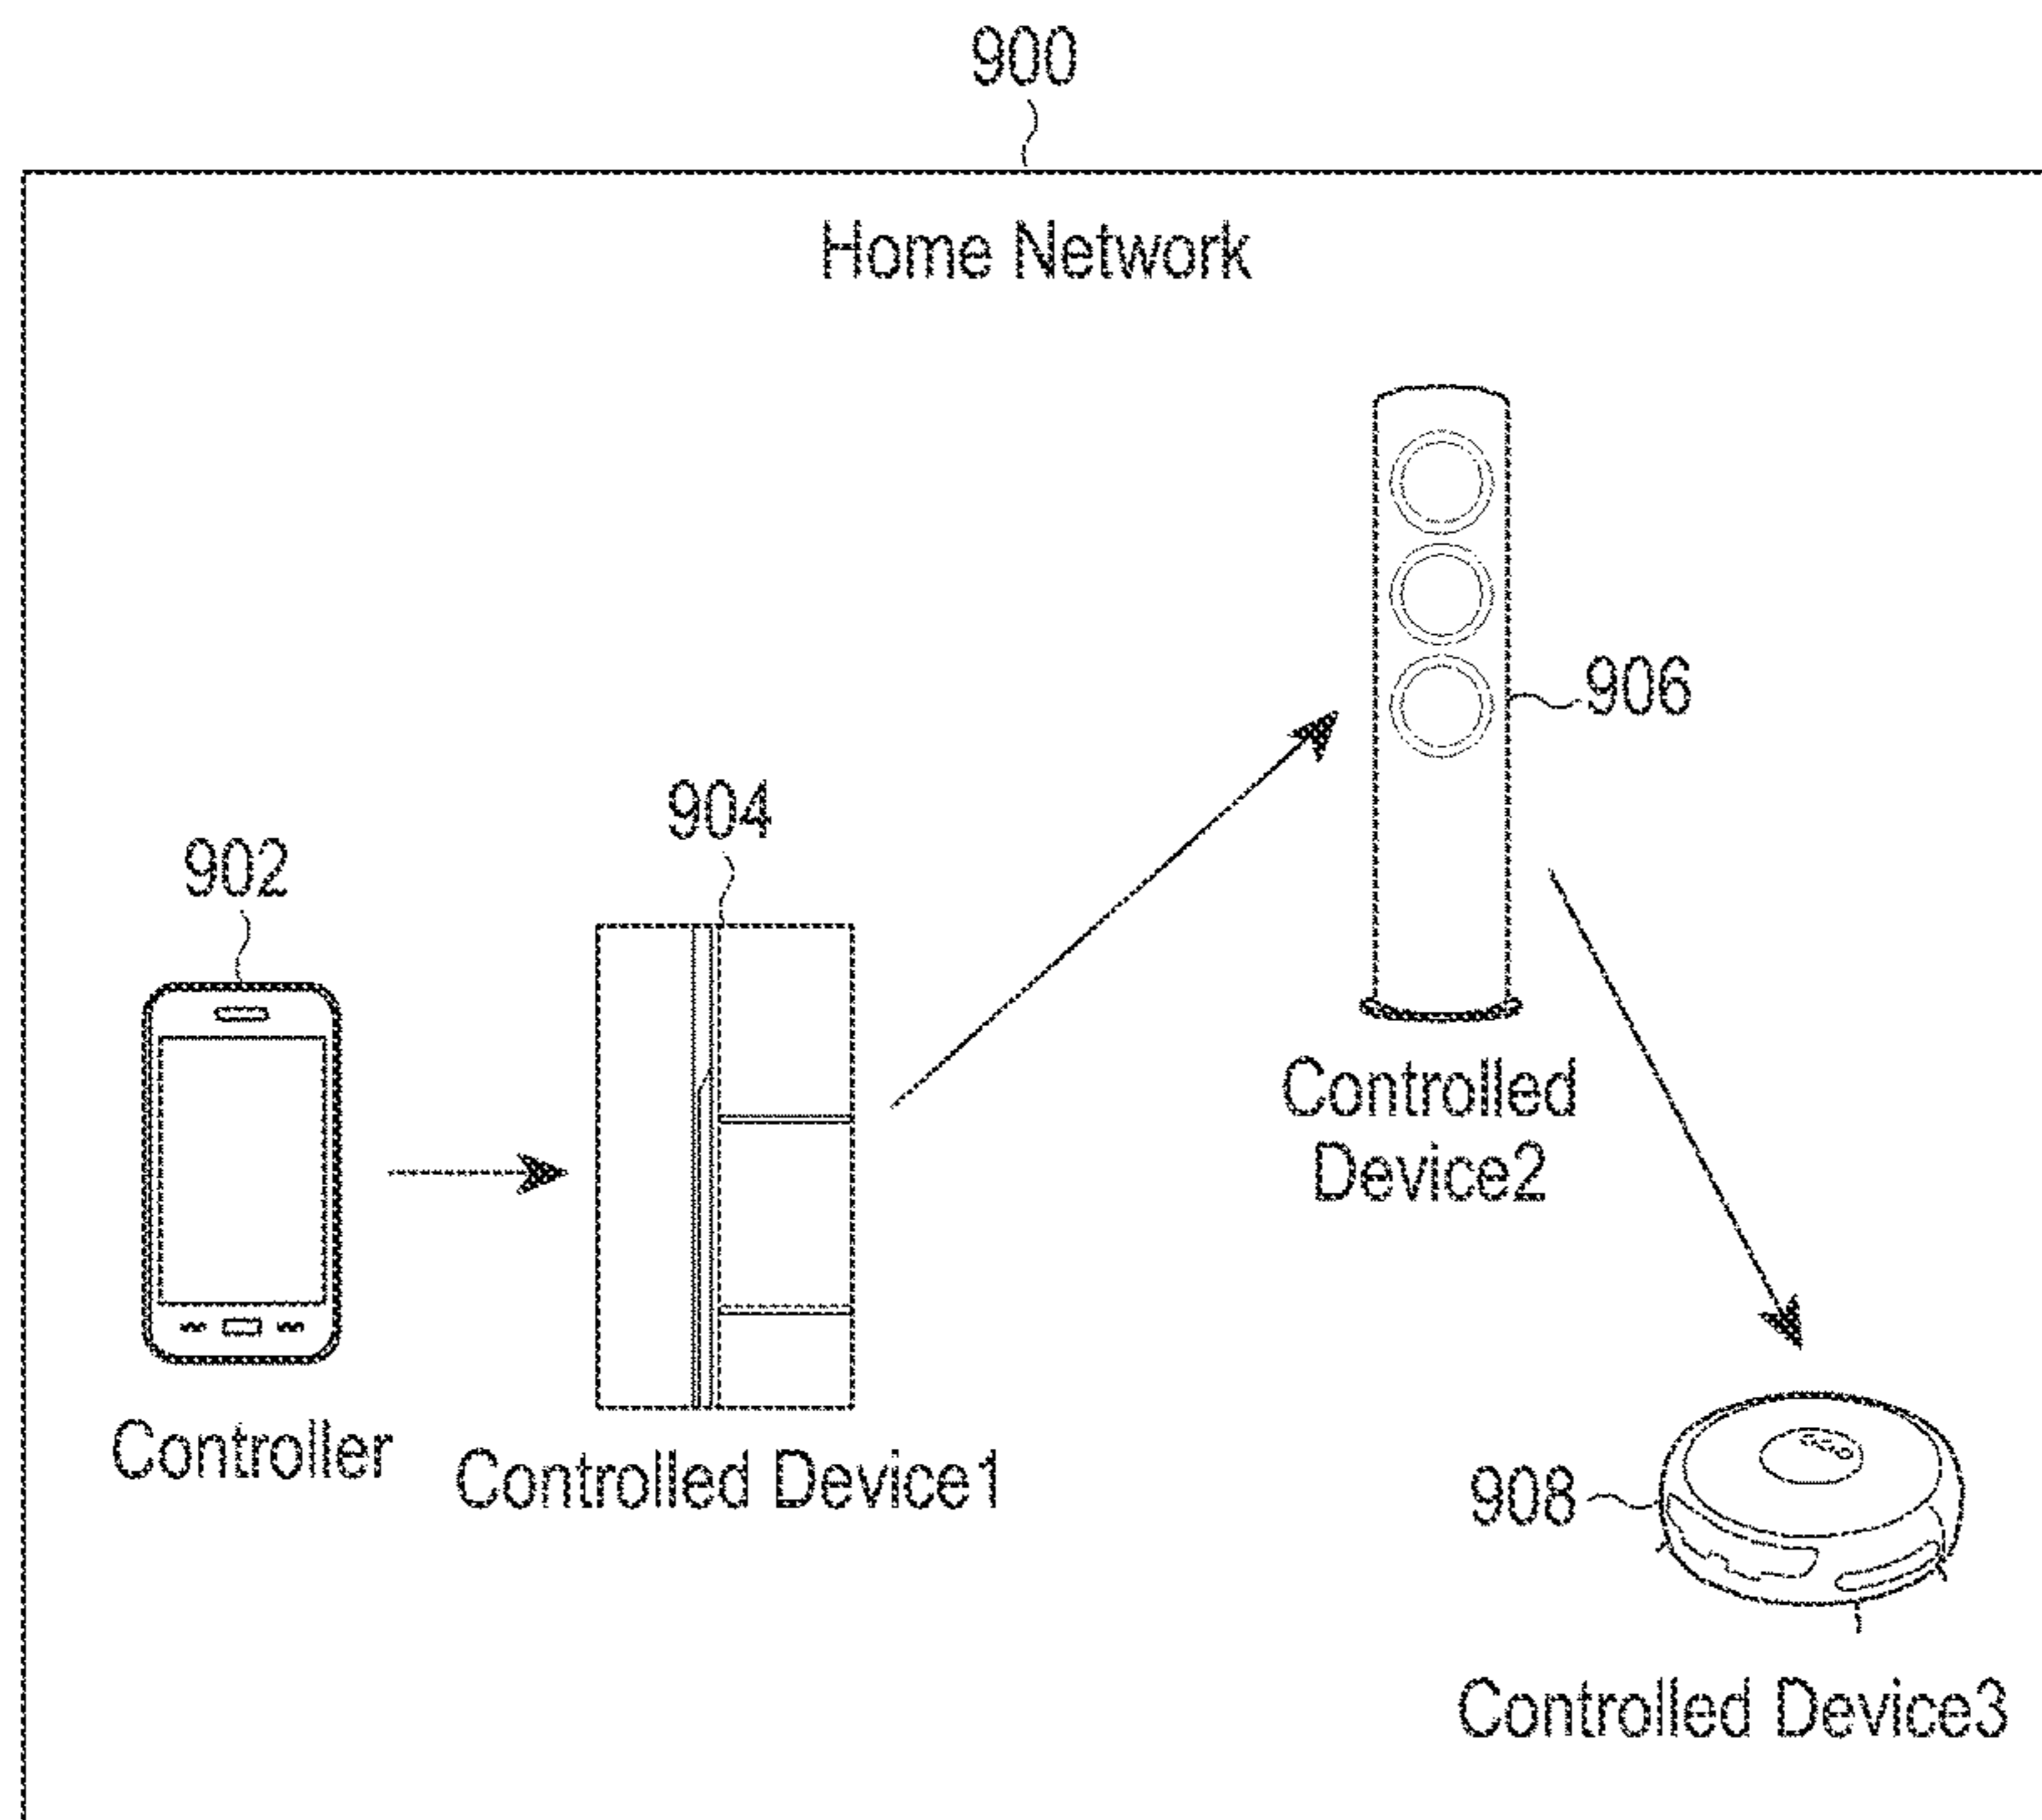 900
Home Network
906
904
902
Controlled
Device2
Controller
Controlled Device1
908
Controlled Device3